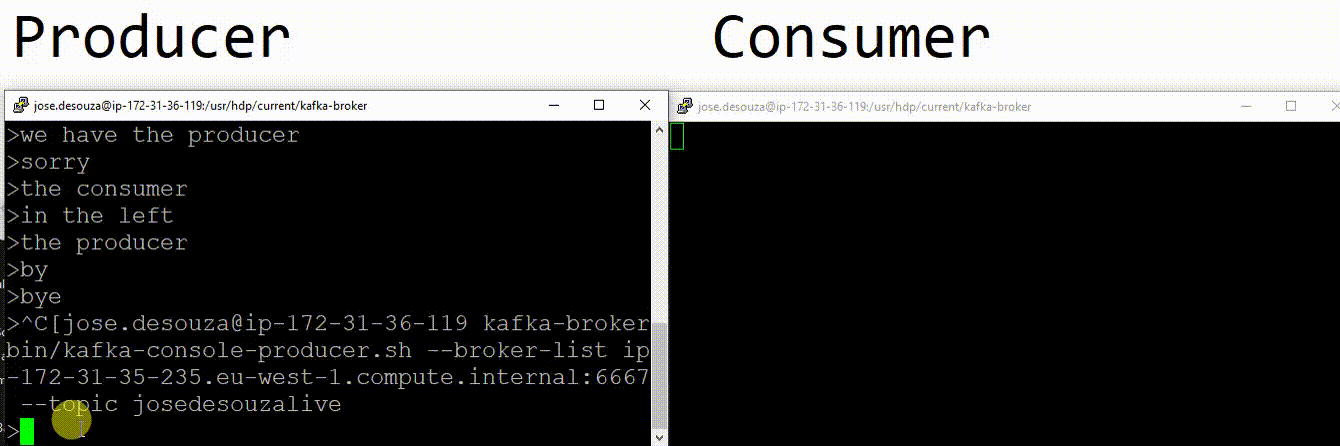 Producer
Consumer
jose.desouza@ip-172-31-36-119:/usr/hdp/current/kafka-broker
jose.desouza@ip-172-31-36-119:/usr/hdp/current/kafka-broker
>we have the producer
>sorry
>the consumer
>in the left
>the producer
>by
>bye
>^C[jose.desouza@ip-172-31-36-119 kafka-broker
bin/kafka-console-producer.sh --broker-list ip
-172-31-35-235.eu-west-1.compute.internal:6667
--topic josedesouzalive
>